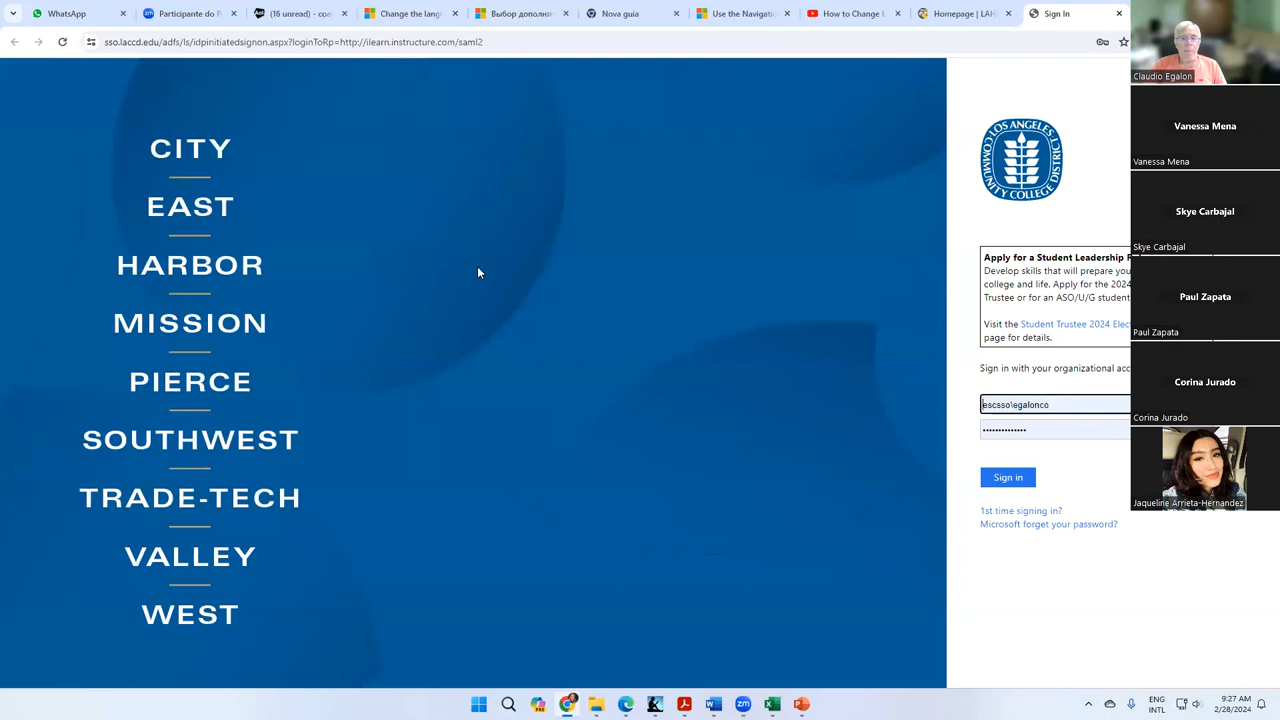 WhatsApp
Participante do P
(16 unread) - coe
Change the lang
Выбор дополни
Nova guia
Use the Navigati
How to Change L
Homepage | LAH
Sign In
sso.laccd.edu/adfs/ls/idpinitiatedsignon.aspx?loginToRp=http://ilearn.instructure.com/saml2
CITY
EAST
HARBOR
MISSION
PIERCE
SOUTHWEST
TRADE-TECH
VALLEY
WEST
LOS ANGELES
COMMUNITY COLLEGE DISTRICT
Apply for a Student Leadership R
Develop skills that will prepare you
college and life. Apply for the 2024
Trustee or for an ASO/U/G student
Visit the Student Trustee 2024 Elec
page for details.
Sign in with your organizational acc
escsso\egalonco
••••••••••••••
Sign in
1st time signing in?
Microsoft forget your password?
Claudio Egalon
Vanessa Mena
Vanessa Mena
Skye Carbajal
Skye Carbajal
Paul Zapata
Paul Zapata
Corina Jurado
Corina Jurado
Jaqueline Arrieta-Hernandez
ENG
INTL
9:27 AM
2/28/2024